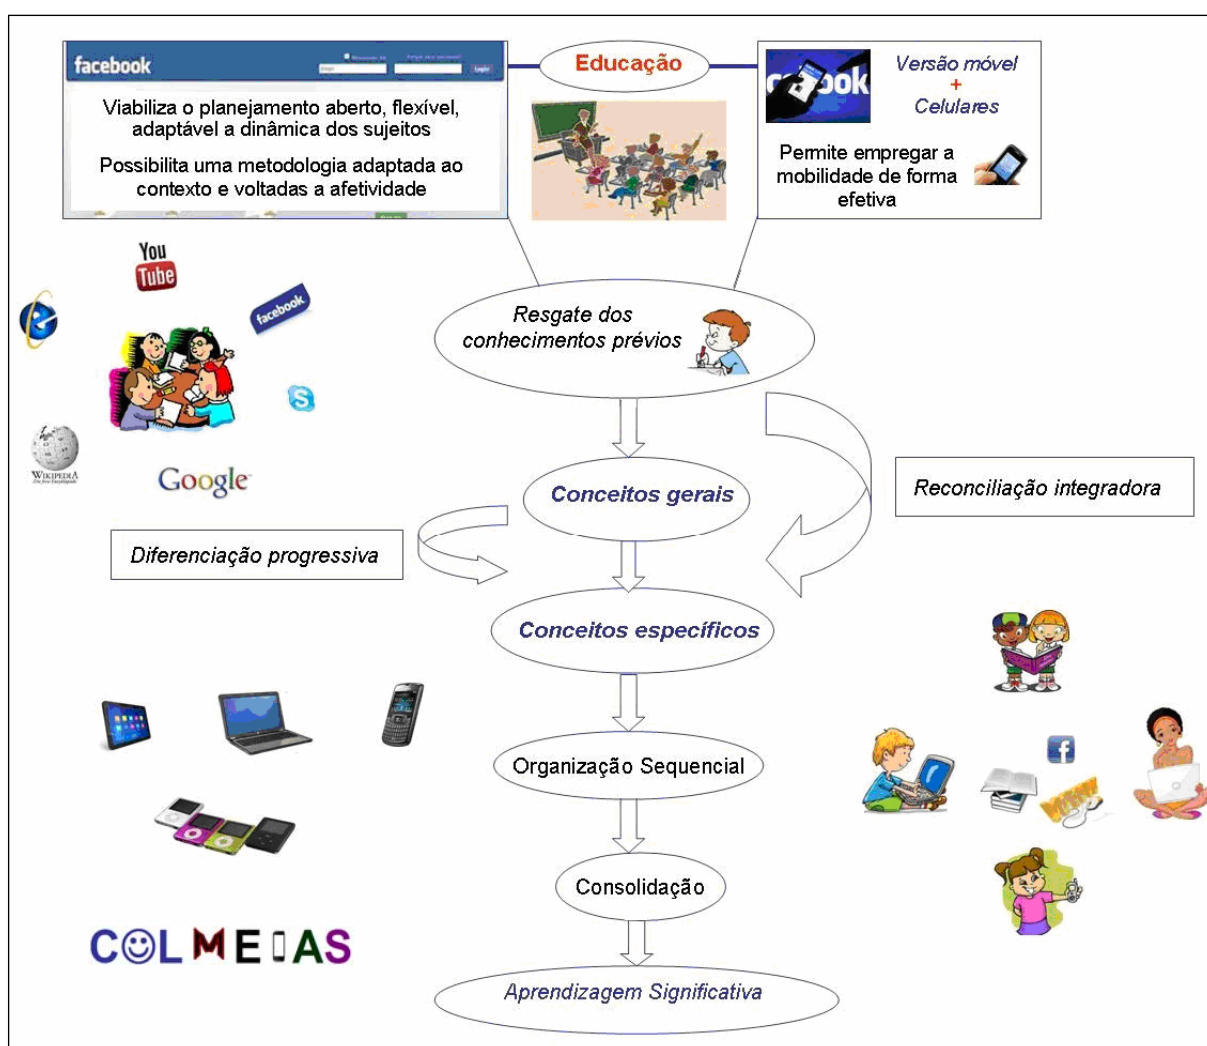 facebook
Login
Viabiliza o planejamento aberto, flexível,
adaptável a dinâmica dos sujeitos
Possibilita uma metodologia adaptada ao
contexto e voltadas a afetividade
Educação
Versão móvel
+
Celulares
Permite empregar a
mobilidade de forma
efetiva
You
Tube
facebook
Resgate dos
conhecimentos prévios
WIKIPEDIA
Google
Conceitos gerais
Reconciliação integradora
Diferenciação progressiva
Conceitos específicos
Organização Sequencial
Consolidação
COLMEIAS
Aprendizagem Significativa